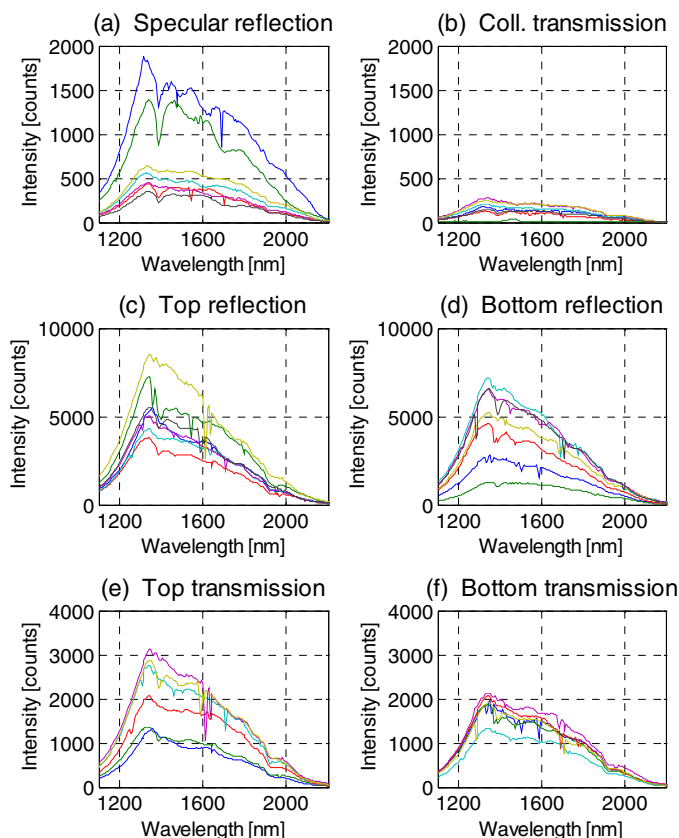 (a) Specular reflection
(b) Coll. transmission
Intensity [counts]
2000
1500
1000
500
0
1200
1600
2000
Wavelength [nm]
Intensity [counts]
2000
1500
1000
500
0
1200
1600
2000
Wavelength [nm]
(c) Top reflection
(d) Bottom reflection
Intensity [counts]
10000
5000
0
1200
1600
2000
Wavelength [nm]
Intensity [counts]
10000
5000
0
1200
1600
2000
Wavelength [nm]
(e) Top transmission
(f) Bottom transmission
Intensity [counts]
4000
3000
2000
1000
0
1200
1600
2000
Wavelength [nm]
Intensity [counts]
4000
3000
2000
1000
0
1200
1600
2000
Wavelength [nm]